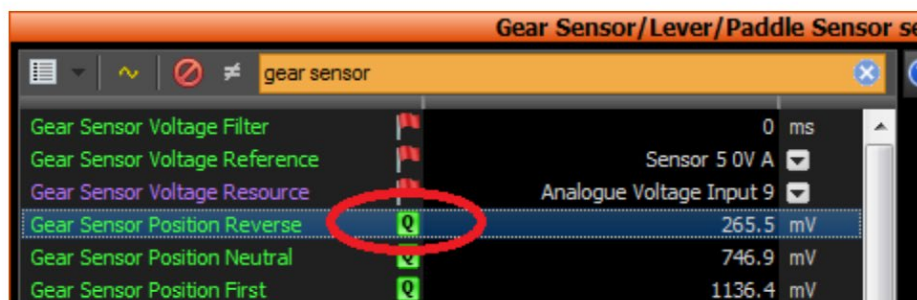 Gear Sensor/Lever/Paddle Sensor se
gear sensor
Gear Sensor Voltage Filter 0 ms
Gear Sensor Voltage Reference Sensor 5 0V A
Gear Sensor Voltage Resource Analogue Voltage Input 9
Gear Sensor Position Reverse Q 265.5 mV
Gear Sensor Position Neutral Q 746.9 mV
Gear Sensor Position First Q 1136.4 mV